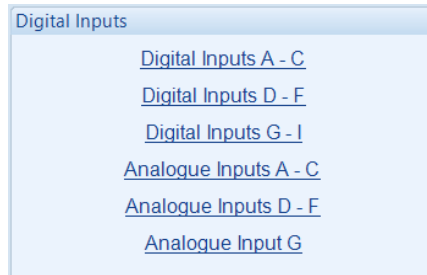 Digital Inputs
Digital Inputs A - C
Digital Inputs D - F
Digital Inputs G - I
Analogue Inputs A - C
Analogue Inputs D - F
Analogue Input G